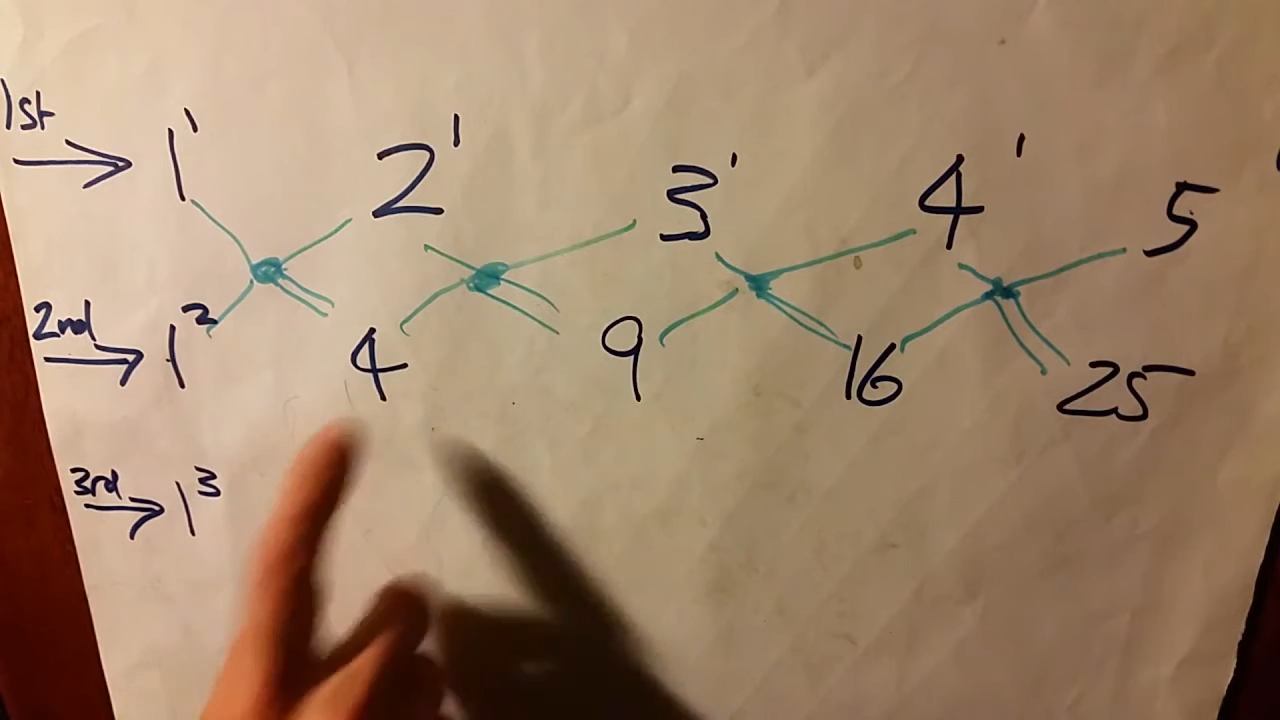 1st → 1¹ 2¹ 3¹ 4¹ 5
2nd → 1² 4 9 16 25
3rd → 1³